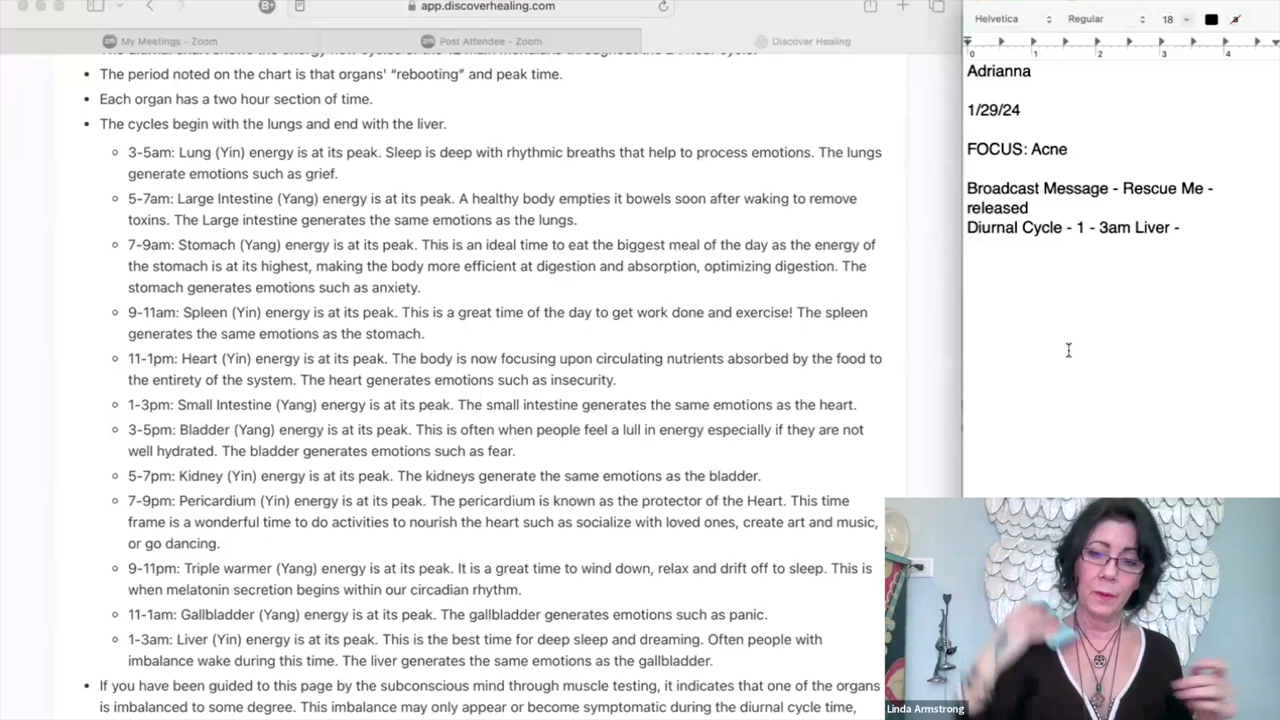 app.discoverhealing.com
My Meetings - Zoom
Post Attendee - Zoom
Discover Healing
• The period noted on the chart is that organs' “rebooting” and peak time.
• Each organ has a two hour section of time.
• The cycles begin with the lungs and end with the liver.
3-5am: Lung (Yin) energy is at its peak. Sleep is deep with rhythmic breaths that help to process emotions. The lungs
generate emotions such as grief.
5-7am: Large Intestine (Yang) energy is at its peak. A healthy body empties it bowels soon after waking to remove
toxins. The Large intestine generates the same emotions as the lungs.
7-9am: Stomach (Yang) energy is at its peak. This is an ideal time to eat the biggest meal of the day as the energy of
the stomach is at its highest, making the body more efficient at digestion and absorption, optimizing digestion. The
stomach generates emotions such as anxiety.
9-11am: Spleen (Yin) energy is at its peak. This is a great time of the day to get work done and exercise! The spleen
generates the same emotions as the stomach.
11-1pm: Heart (Yin) energy is at its peak. The body is now focusing upon circulating nutrients absorbed by the food to
the entirety of the system. The heart generates emotions such as insecurity.
1-3pm: Small Intestine (Yang) energy is at its peak. The small intestine generates the same emotions as the heart.
3-5pm: Bladder (Yang) energy is at its peak. This is often when people feel a lull in energy especially if they are not
well hydrated. The bladder generates emotions such as fear.
5-7pm: Kidney (Yin) energy is at its peak. The kidneys generate the same emotions as the bladder.
7-9pm: Pericardium (Yin) energy is at its peak. The pericardium is known as the protector of the Heart. This time
frame is a wonderful time to do activities to nourish the heart such as socialize with loved ones, create art and music,
or go dancing.
9-11pm: Triple warmer (Yang) energy is at its peak. It is a great time to wind down, relax and drift off to sleep. This is
when melatonin secretion begins within our circadian rhythm.
11-1am: Gallbladder (Yang) energy is at its peak. The gallbladder generates emotions such as panic.
1-3am: Liver (Yin) energy is at its peak. This is the best time for deep sleep and dreaming. Often people with
imbalance wake during this time. The liver generates the same emotions as the gallbladder.
• If you have been guided to this page by the subconscious mind through muscle testing, it indicates that one of the organs
is imbalanced to some degree. This imbalance may only appear or become symptomatic during the diurnal cycle time,
Helvetica Regular 18
0 1 2 3 4
Adrianna
1/29/24
FOCUS: Acne
Broadcast Message - Rescue Me -
released
Diurnal Cycle - 1 - 3am Liver -
Linda Armstrong